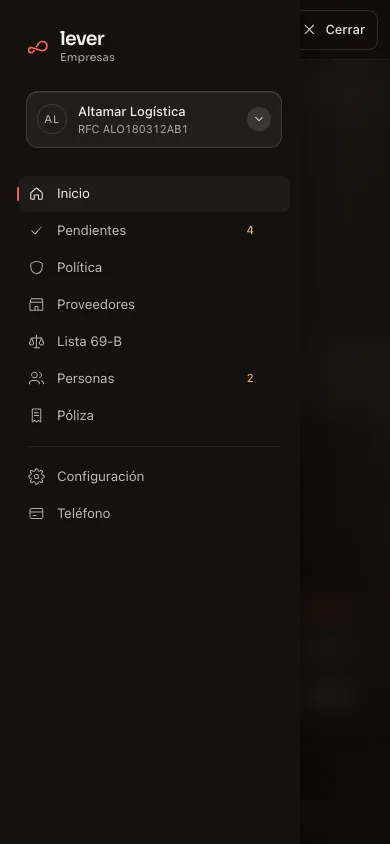 lever
Empresas
Cerrar
AL
Altamar Logística
RFC ALO180312AB1
Inicio
Pendientes 4
Política
Proveedores
Lista 69-B
Personas 2
Póliza
Configuración
Teléfono